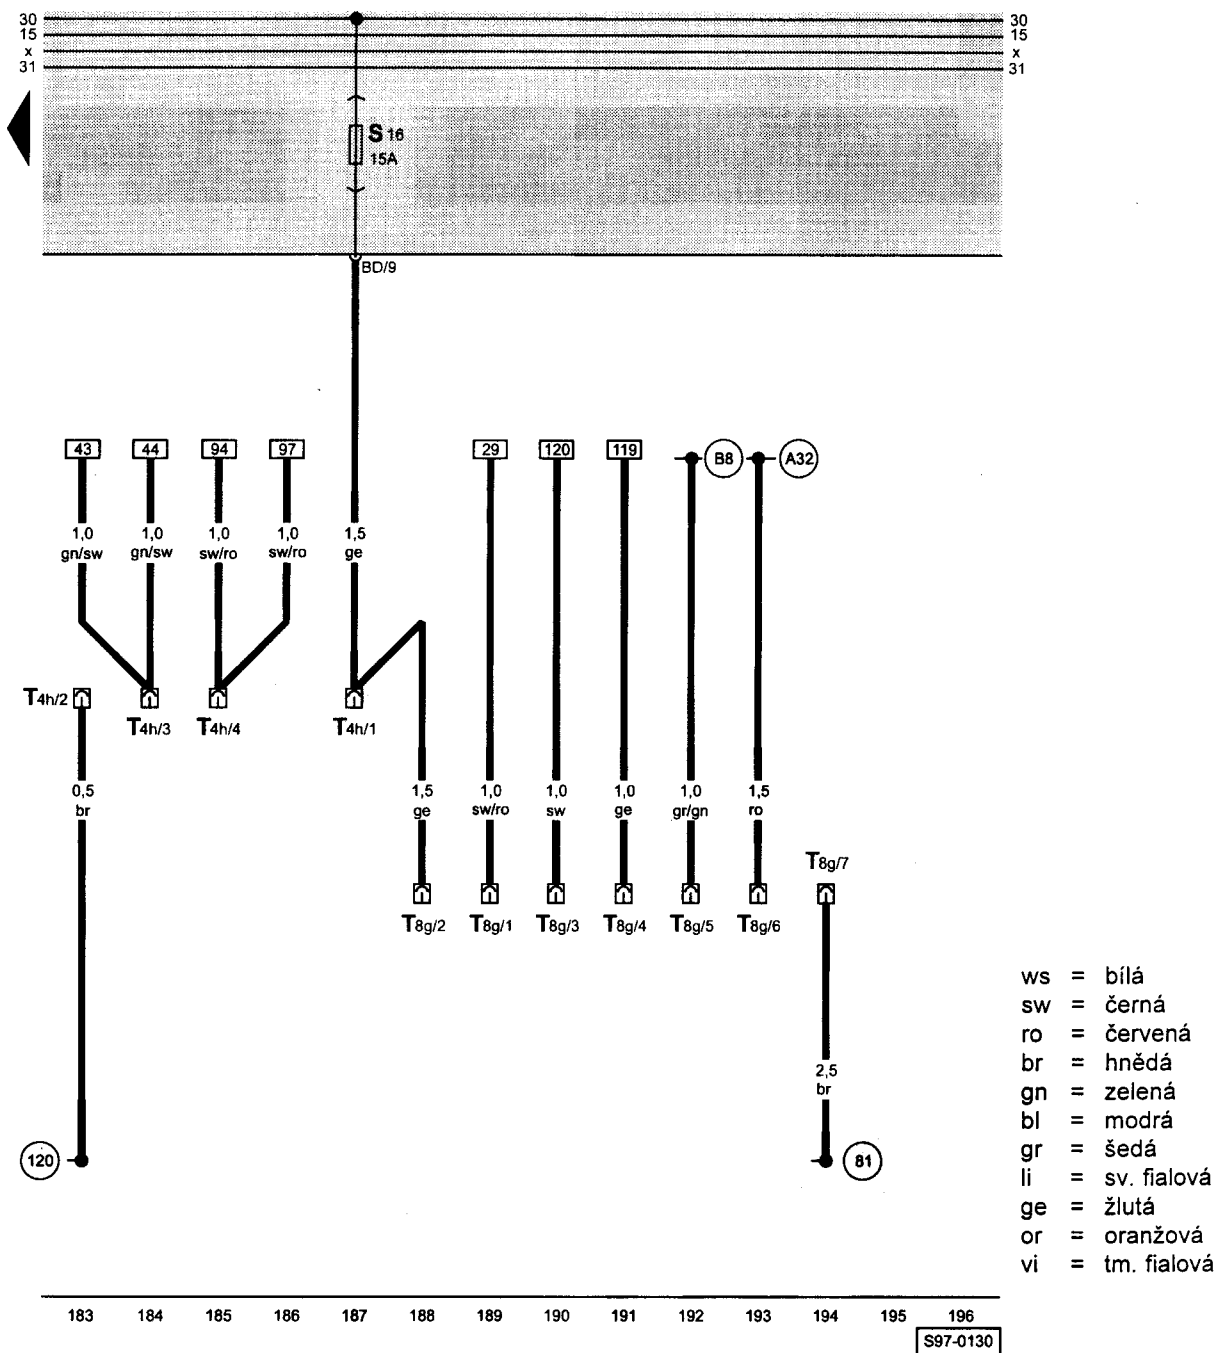 30 30
15 15
x x
31 31
S 16
15A
BD/9
43 44 94 97 29 120 119 B8 A32
1,0 1,0 1,0 1,0 1,5
gn/sw gn/sw sw/ro sw/ro ge
T4h/2
T4h/3 T4h/4 T4h/1
0,5 1,5 1,0 1,0 1,0 1,0 1,5
br ge sw/ro sw ge gr/gn ro
T8g/7
T8g/2 T8g/1 T8g/3 T8g/4 T8g/5 T8g/6
2,5
br
120 81
ws = bílá
sw = černá
ro = červená
br = hnědá
gn = zelená
bl = modrá
gr = šedá
li = sv. fialová
ge = žlutá
or = oranžová
vi = tm. fialová
183 184 185 186 187 188 189 190 191 192 193 194 195 196
S97-0130